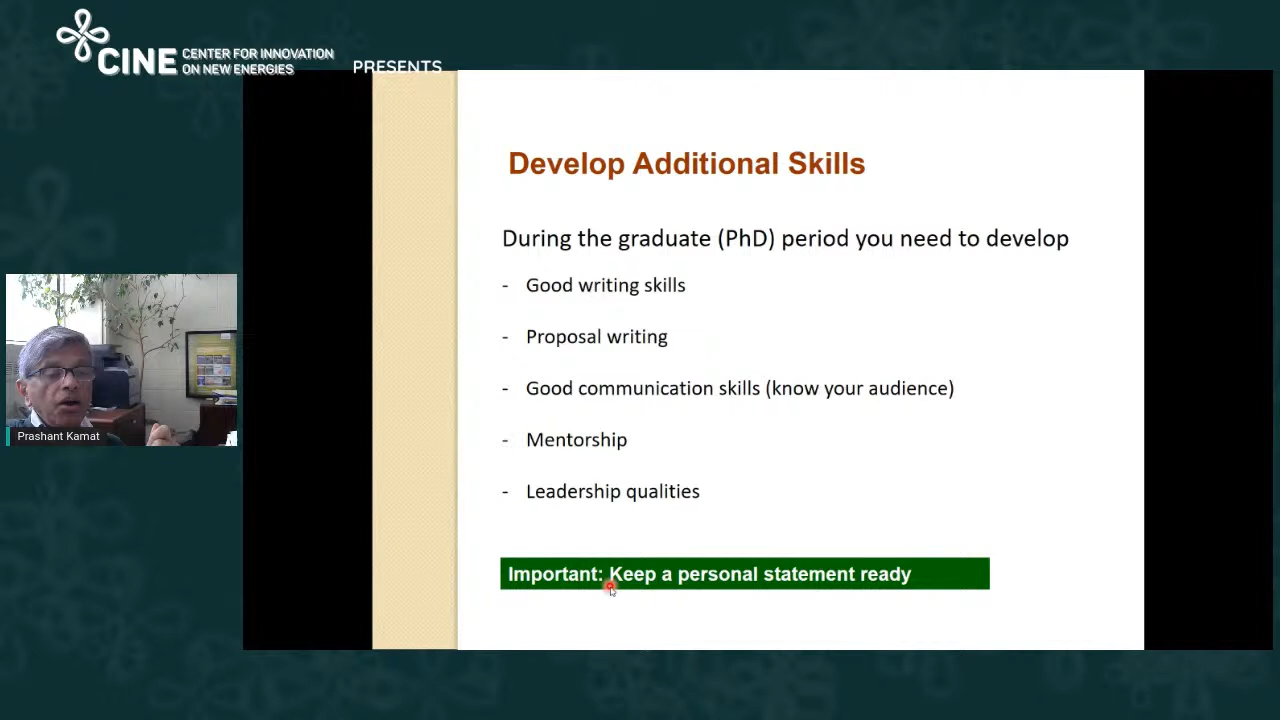 CINE CENTER FOR INNOVATION
ON NEW ENERGIES
PRESENTS
Develop Additional Skills
During the graduate (PhD) period you need to develop
- Good writing skills
- Proposal writing
- Good communication skills (know your audience)
- Mentorship
- Leadership qualities
Important: Keep a personal statement ready
Prashant Kamat